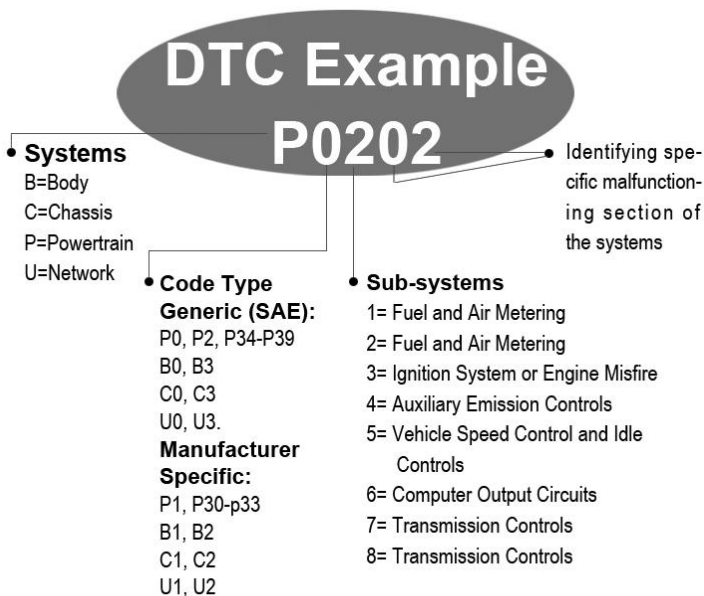 DTC Example
P0202
Systems
B=Body
C=Chassis
P=Powertrain
U=Network
Identifying spe-
cific malfunction-
ing section of
the systems
Code Type
Generic (SAE):
P0, P2, P34-P39
B0, B3
C0, C3
U0, U3.
Manufacturer
Specific:
P1, P30-p33
B1, B2
C1, C2
U1, U2
Sub-systems
1= Fuel and Air Metering
2= Fuel and Air Metering
3= Ignition System or Engine Misfire
4= Auxiliary Emission Controls
5= Vehicle Speed Control and Idle
Controls
6= Computer Output Circuits
7= Transmission Controls
8= Transmission Controls